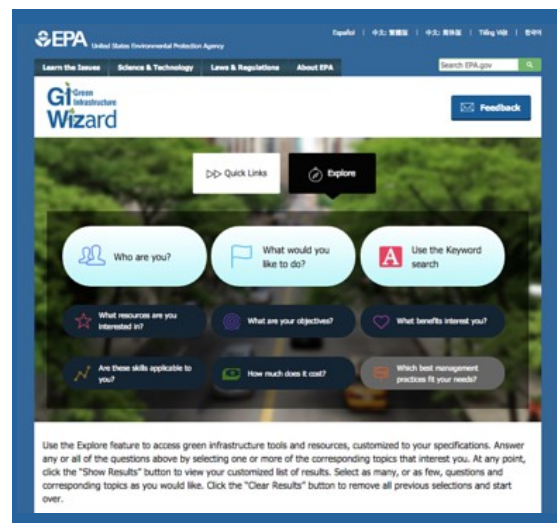 Español | 中文: 繁體版 | 中文: 简体版 | Tiếng Việt | 한국어
EPA United States Environmental Protection Agency
Learn the Issues Science & Technology Laws & Regulations About EPA Search EPA.gov
Gi Green Infrastructure
Wizard
Feedback
Quick Links Explore
Who are you? What would you like to do? A Use the Keyword search
What resources are you interested in? What are your objectives? What benefits interest you?
Are these skills applicable to you? How much does it cost? Which best management practices fit your needs?
Use the Explore feature to access green infrastructure tools and resources, customized to your specifications. Answer
any or all of the questions above by selecting one or more of the corresponding topics that interest you. At any point,
click the "Show Results" button to view your customized list of results. Select as many, or as few, questions and
corresponding topics as you would like. Click the "Clear Results" button to remove all previous selections and start
over.